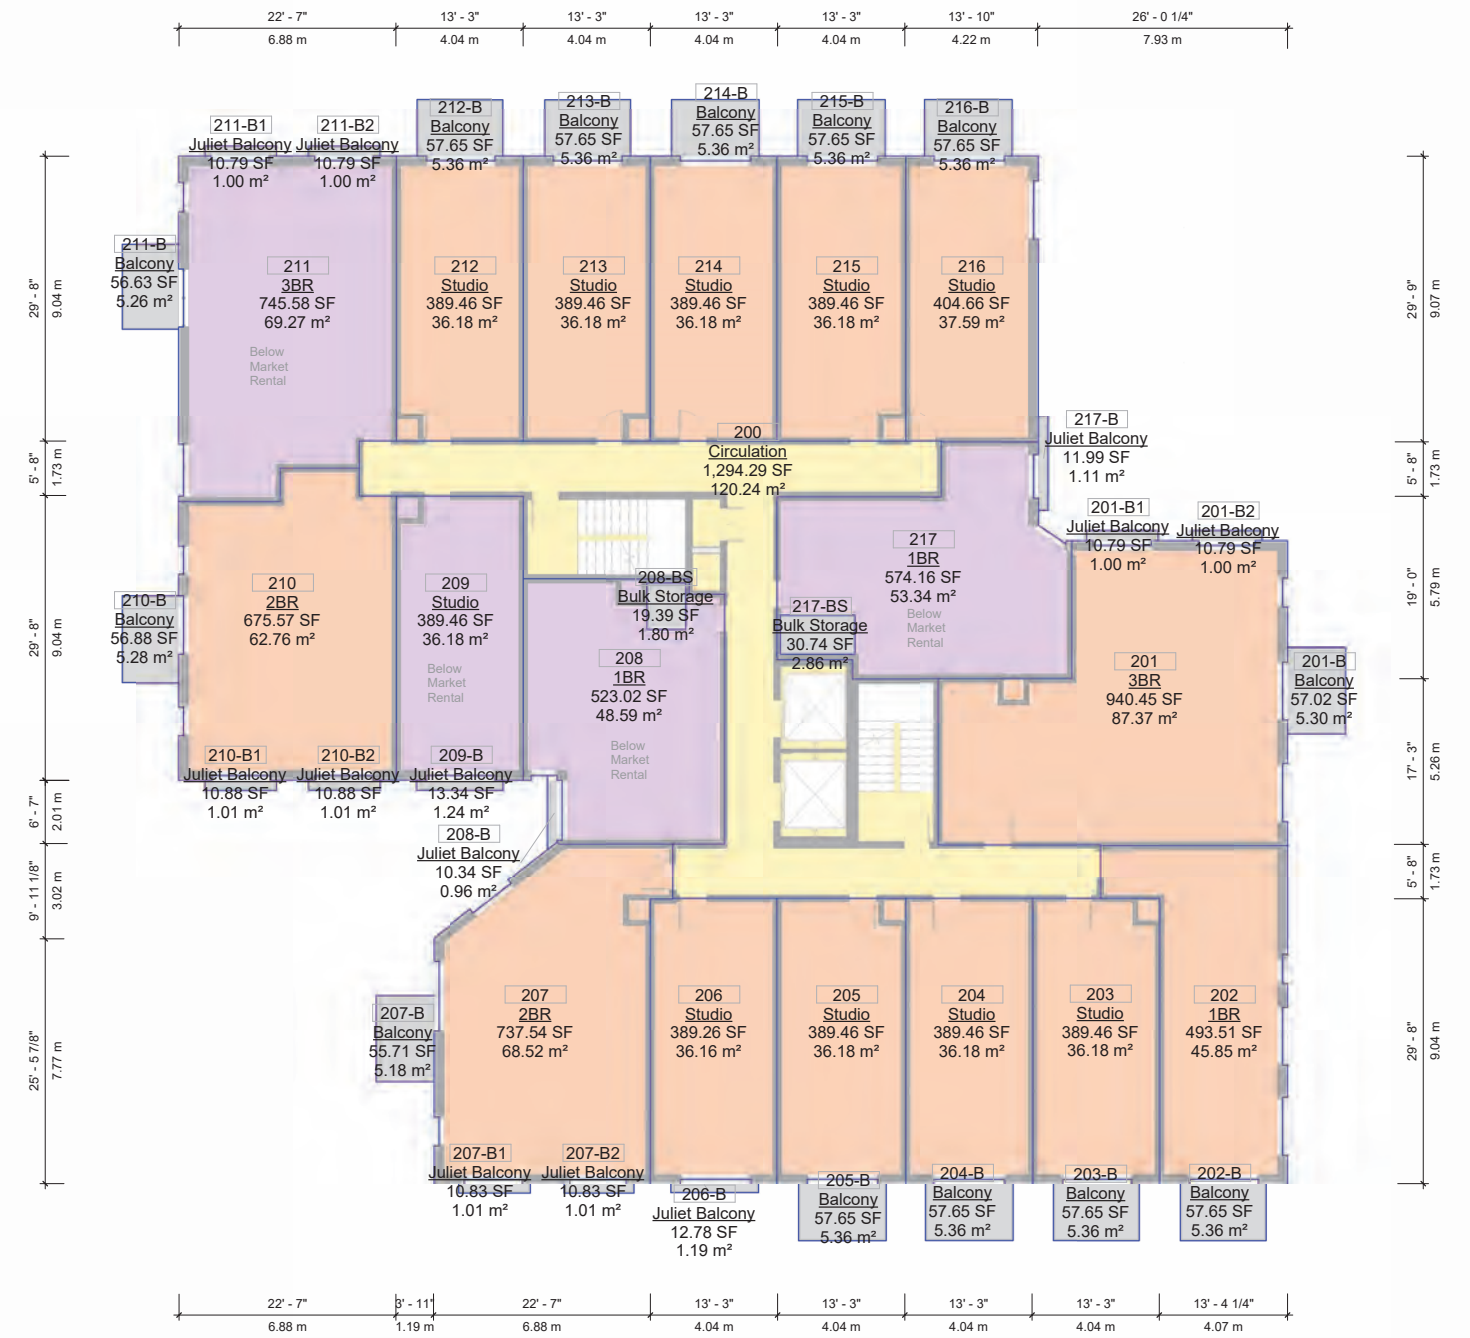 22' - 7"
13' - 3"
13' - 3"
13' - 3"
13' - 3"
13' - 10"
26' - 0 1/4"
6.88 m
4.04 m
4.04 m
4.04 m
4.04 m
4.22 m
7.93 m
211-B1
Juliet Balcony
10.79 SF
1.00 m²
211-B2
Juliet Balcony
10.79 SF
1.00 m²
212-B
Balcony
57.65 SF
5.36 m²
213-B
Balcony
57.65 SF
5.36 m²
214-B
Balcony
57.65 SF
5.36 m²
215-B
Balcony
57.65 SF
5.36 m²
216-B
Balcony
57.65 SF
5.36 m²
29' - 8"
9.04 m
211-B
Balcony
56.63 SF
5.26 m²
211
3BR
745.58 SF
69.27 m²
Below
Market
Rental
212
Studio
389.46 SF
36.18 m²
213
Studio
389.46 SF
36.18 m²
214
Studio
389.46 SF
36.18 m²
215
Studio
389.46 SF
36.18 m²
216
Studio
404.66 SF
37.59 m²
29' - 9"
9.07 m
5' - 8"
1.73 m
200
Circulation
1,294.29 SF
120.24 m²
217-B
Juliet Balcony
11.99 SF
1.11 m²
5' - 8"
1.73 m
201-B1
Juliet Balcony
10.79 SF
1.00 m²
201-B2
Juliet Balcony
10.79 SF
1.00 m²
29' - 8"
9.04 m
210-B
Balcony
56.88 SF
5.28 m²
210
2BR
675.57 SF
62.76 m²
209
Studio
389.46 SF
36.18 m²
Below
Market
Rental
208-BS
Bulk Storage
19.39 SF
1.80 m²
208
1BR
523.02 SF
48.59 m²
Below
Market
Rental
217-BS
Bulk Storage
30.74 SF
2.86 m²
217
1BR
574.16 SF
53.34 m²
Below
Market
Rental
19' - 0"
5.79 m
201
3BR
940.45 SF
87.37 m²
201-B
Balcony
57.02 SF
5.30 m²
17' - 3"
5.26 m
210-B1
Juliet Balcony
10.88 SF
1.01 m²
210-B2
Juliet Balcony
10.88 SF
1.01 m²
209-B
Juliet Balcony
13.34 SF
1.24 m²
6' - 7"
2.01 m
208-B
Juliet Balcony
10.34 SF
0.96 m²
9' - 11 1/8"
3.02 m
5' - 8"
1.73 m
25' - 5 7/8"
7.77 m
207-B
Balcony
55.71 SF
5.18 m²
207
2BR
737.54 SF
68.52 m²
206
Studio
389.26 SF
36.16 m²
205
Studio
389.46 SF
36.18 m²
204
Studio
389.46 SF
36.18 m²
203
Studio
389.46 SF
36.18 m²
202
1BR
493.51 SF
45.85 m²
29' - 8"
9.04 m
207-B1
Juliet Balcony
10.83 SF
1.01 m²
207-B2
Juliet Balcony
10.83 SF
1.01 m²
206-B
Juliet Balcony
12.78 SF
1.19 m²
205-B
Balcony
57.65 SF
5.36 m²
204-B
Balcony
57.65 SF
5.36 m²
203-B
Balcony
57.65 SF
5.36 m²
202-B
Balcony
57.65 SF
5.36 m²
22' - 7"
3' - 11"
22' - 7"
13' - 3"
13' - 3"
13' - 3"
13' - 3"
13' - 4 1/4"
6.88 m
1.19 m
6.88 m
4.04 m
4.04 m
4.04 m
4.04 m
4.07 m